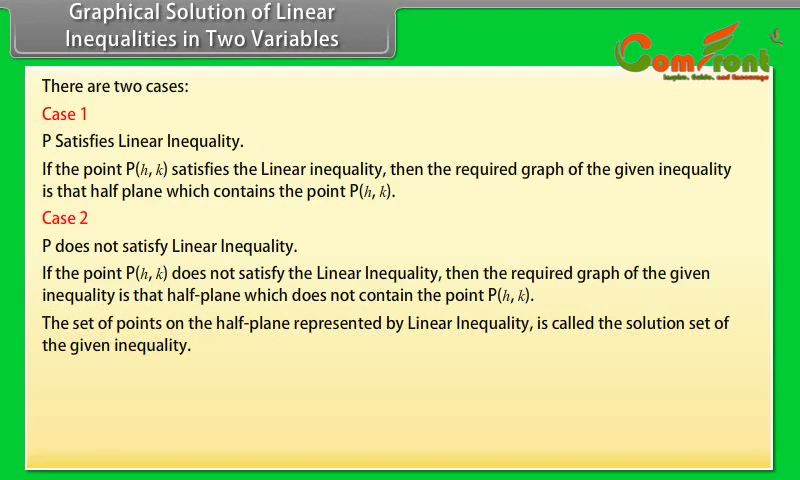 Graphical Solution of Linear
Inequalities in Two Variables
ComFront
Inspire, Guide, and Encourage
There are two cases:
Case 1
P Satisfies Linear Inequality.
If the point P(h, k) satisfies the Linear inequality, then the required graph of the given inequality
is that half plane which contains the point P(h, k).
Case 2
P does not satisfy Linear Inequality.
If the point P(h, k) does not satisfy the Linear Inequality, then the required graph of the given
inequality is that half-plane which does not contain the point P(h, k).
The set of points on the half-plane represented by Linear Inequality, is called the solution set of
the given inequality.